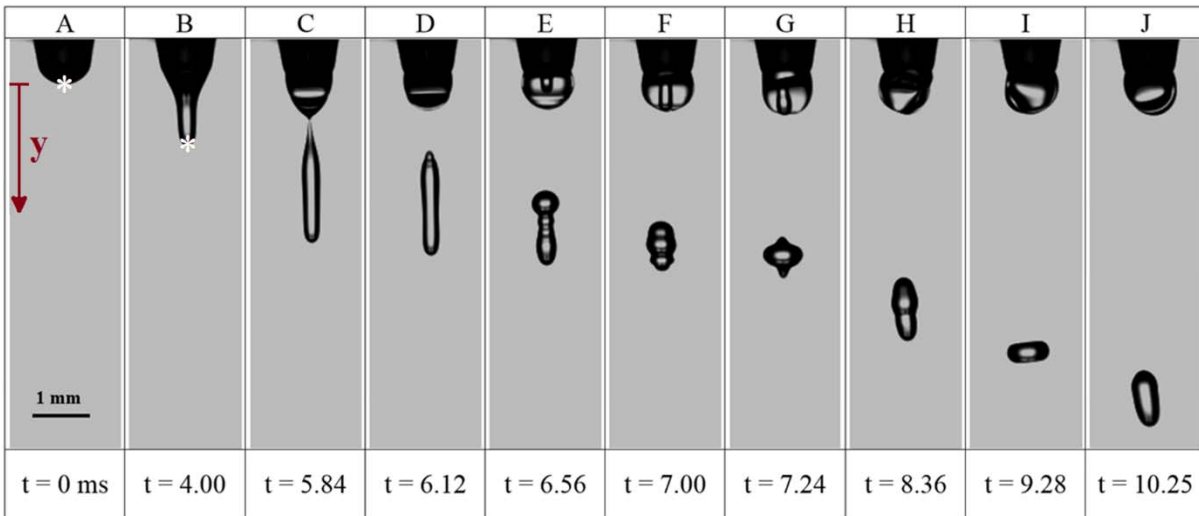 A B C D E F G H I J
*
*
y
1 mm
t = 0 ms t = 4.00 t = 5.84 t = 6.12 t = 6.56 t = 7.00 t = 7.24 t = 8.36 t = 9.28 t = 10.25